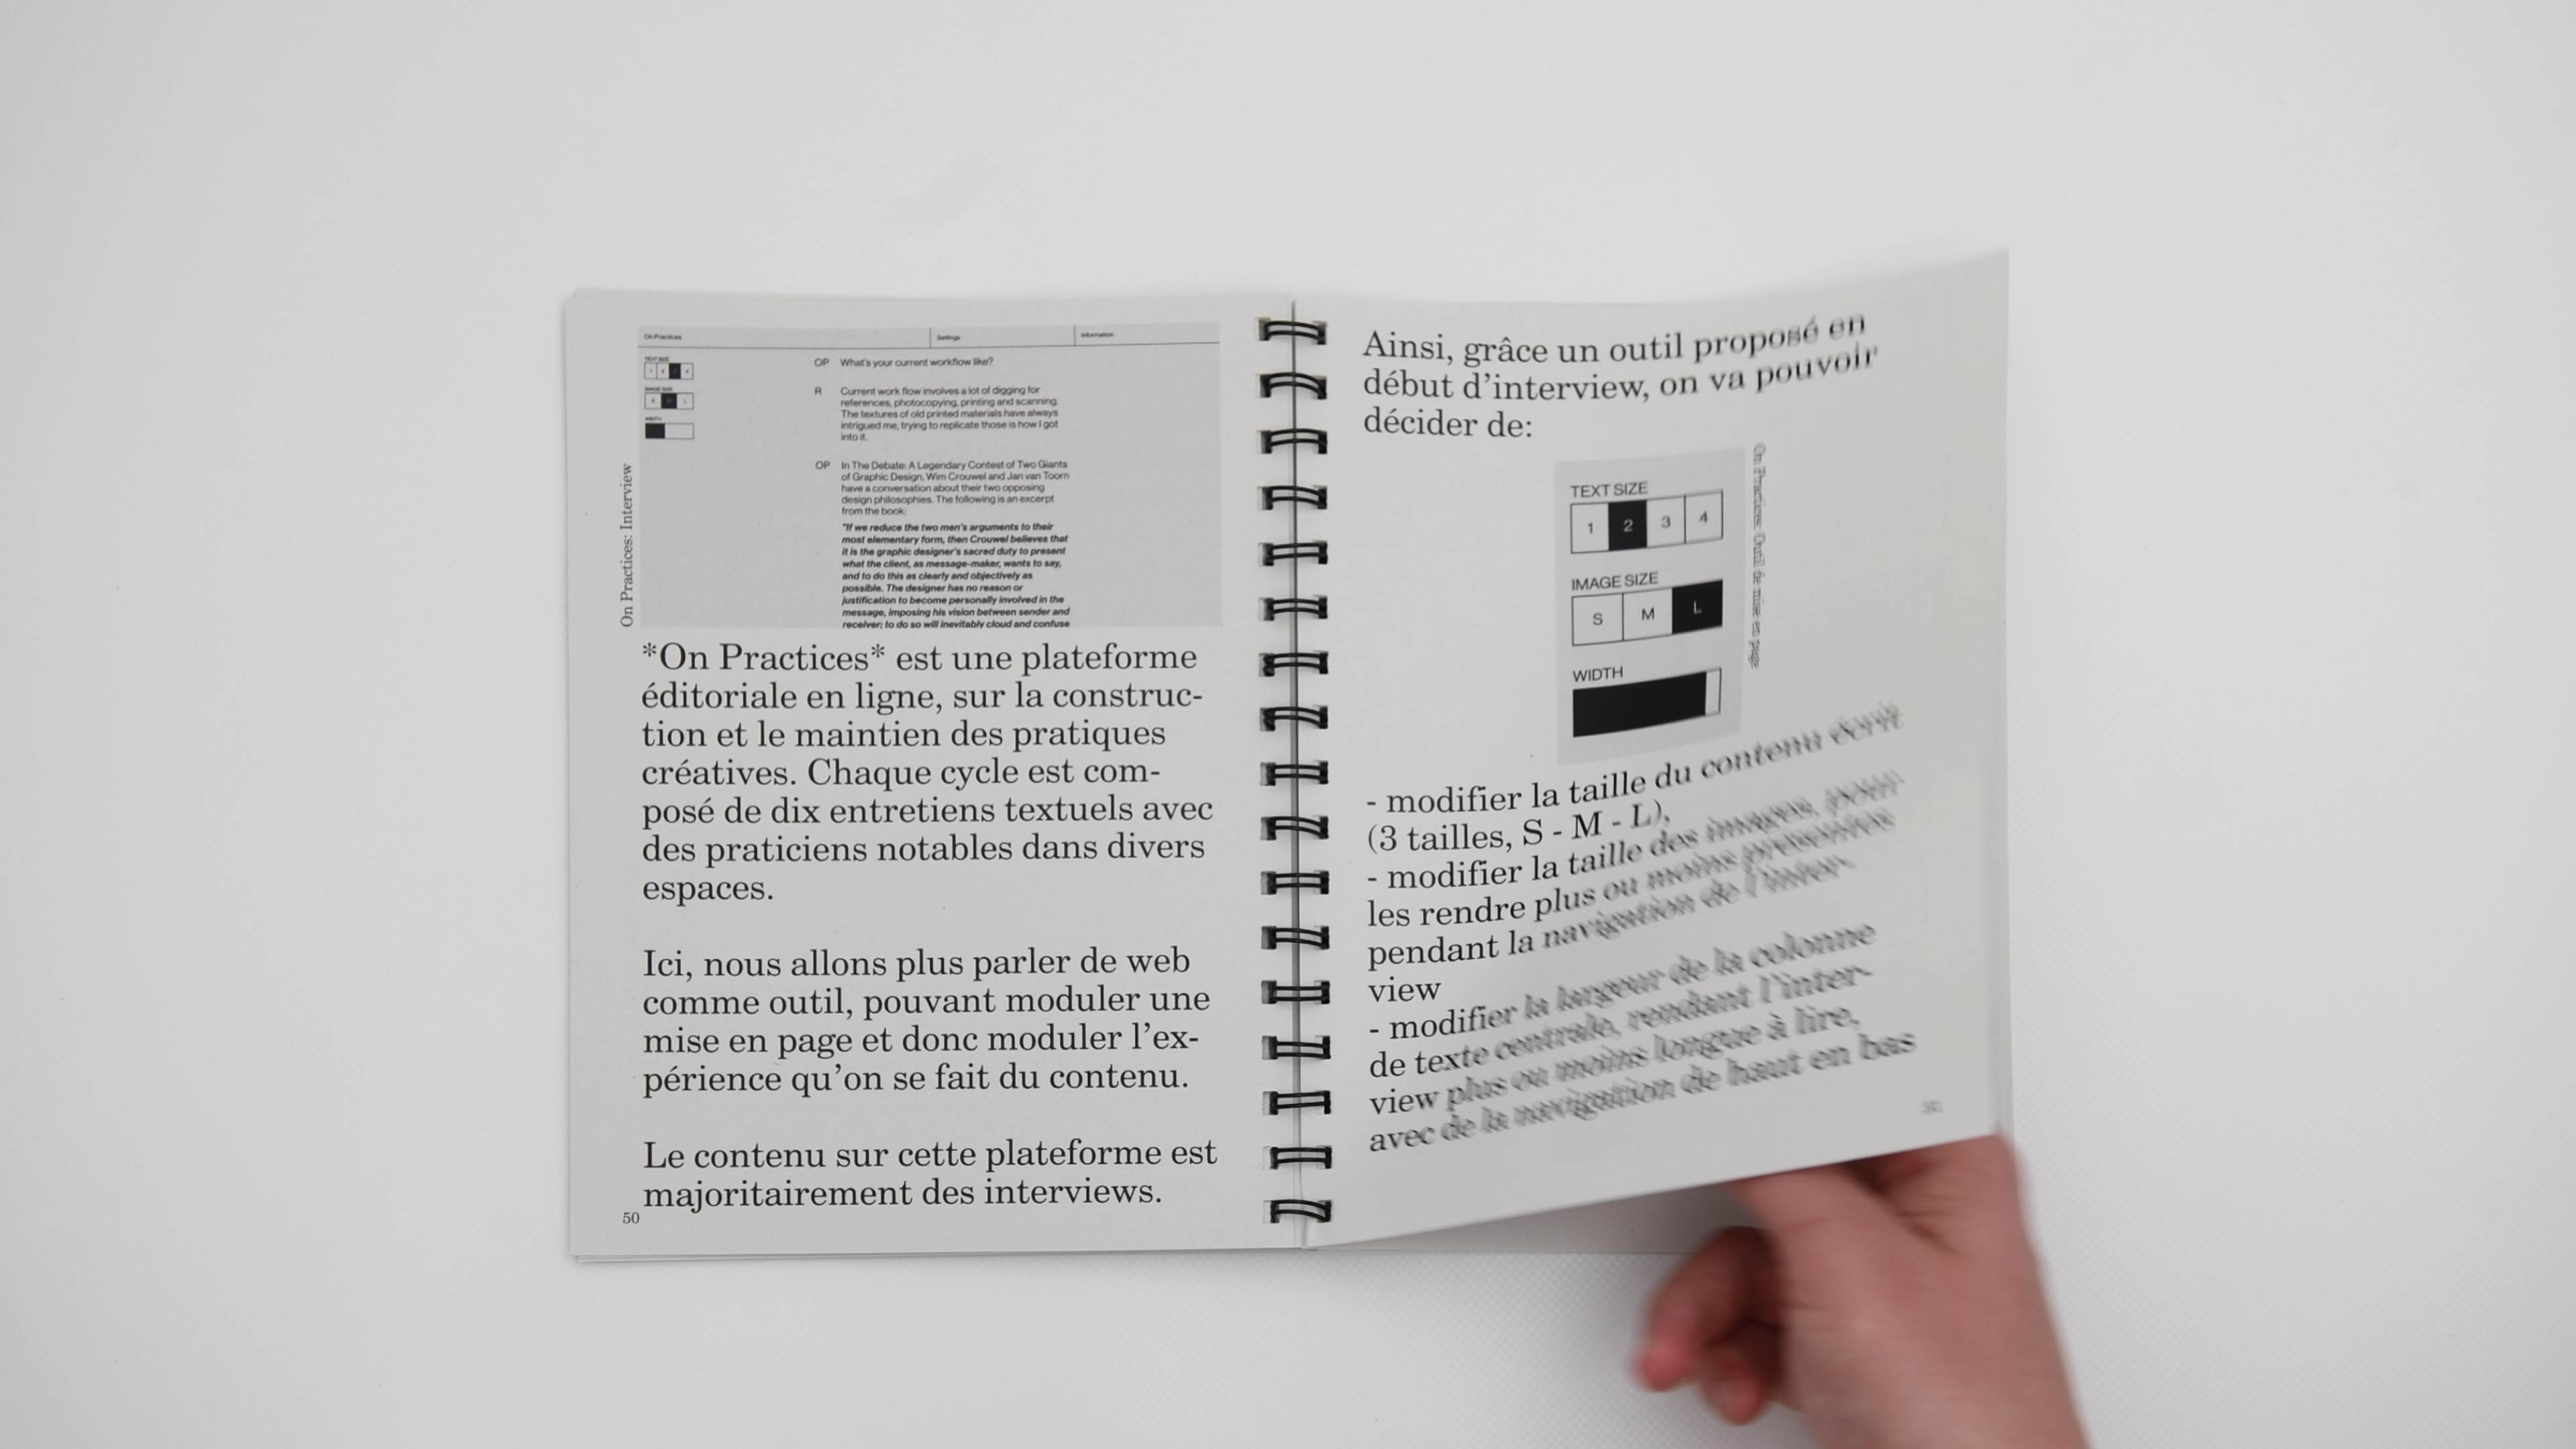 On Practices
Settings
Information
TEXT SIZE
IMAGE SIZE
WIDTH
OP What's your current workflow like?
R Current work flow involves a lot of digging for
references, photocopying, printing and scanning.
The textures of old printed materials have always
intrigued me, trying to replicate those is how I got
into it.
OP In The Debate: A Legendary Contest of Two Giants
of Graphic Design, Wim Crouwel and Jan van Toorn
have a conversation about their two opposing
design philosophies. The following is an excerpt
from the book:
"If we reduce the two men's arguments to their
most elementary form, then Crouwel believes that
it is the graphic designer's sacred duty to present
what the client, as message-maker, wants to say,
and to do this as clearly and objectively as
possible. The designer has no reason or
justification to become personally involved in the
message, imposing his vision between sender and
receiver: to do so will inevitably cloud and confuse
On Practices: Interview
*On Practices* est une plateforme
éditoriale en ligne, sur la construc-
tion et le maintien des pratiques
créatives. Chaque cycle est com-
posé de dix entretiens textuels avec
des praticiens notables dans divers
espaces.
Ici, nous allons plus parler de web
comme outil, pouvant moduler une
mise en page et donc moduler l'ex-
périence qu'on se fait du contenu.
Le contenu sur cette plateforme est
majoritairement des interviews.
50
Ainsi, grâce un outil proposé en
début d'interview, on va pouvoir
décider de:
TEXT SIZE
1 2 3 4
IMAGE SIZE
S M L
WIDTH
On Practices: Outil de mise en page
- modifier la taille du contenu écrit
(3 tailles, S - M - L),
- modifier la taille des images, pour
les rendre plus ou moins présentes
pendant la navigation de l'inter-
view
- modifier la largeur de la colonne
de texte centrale, rendant l'inter-
view plus ou moins longue à lire,
avec de la navigation de haut en bas